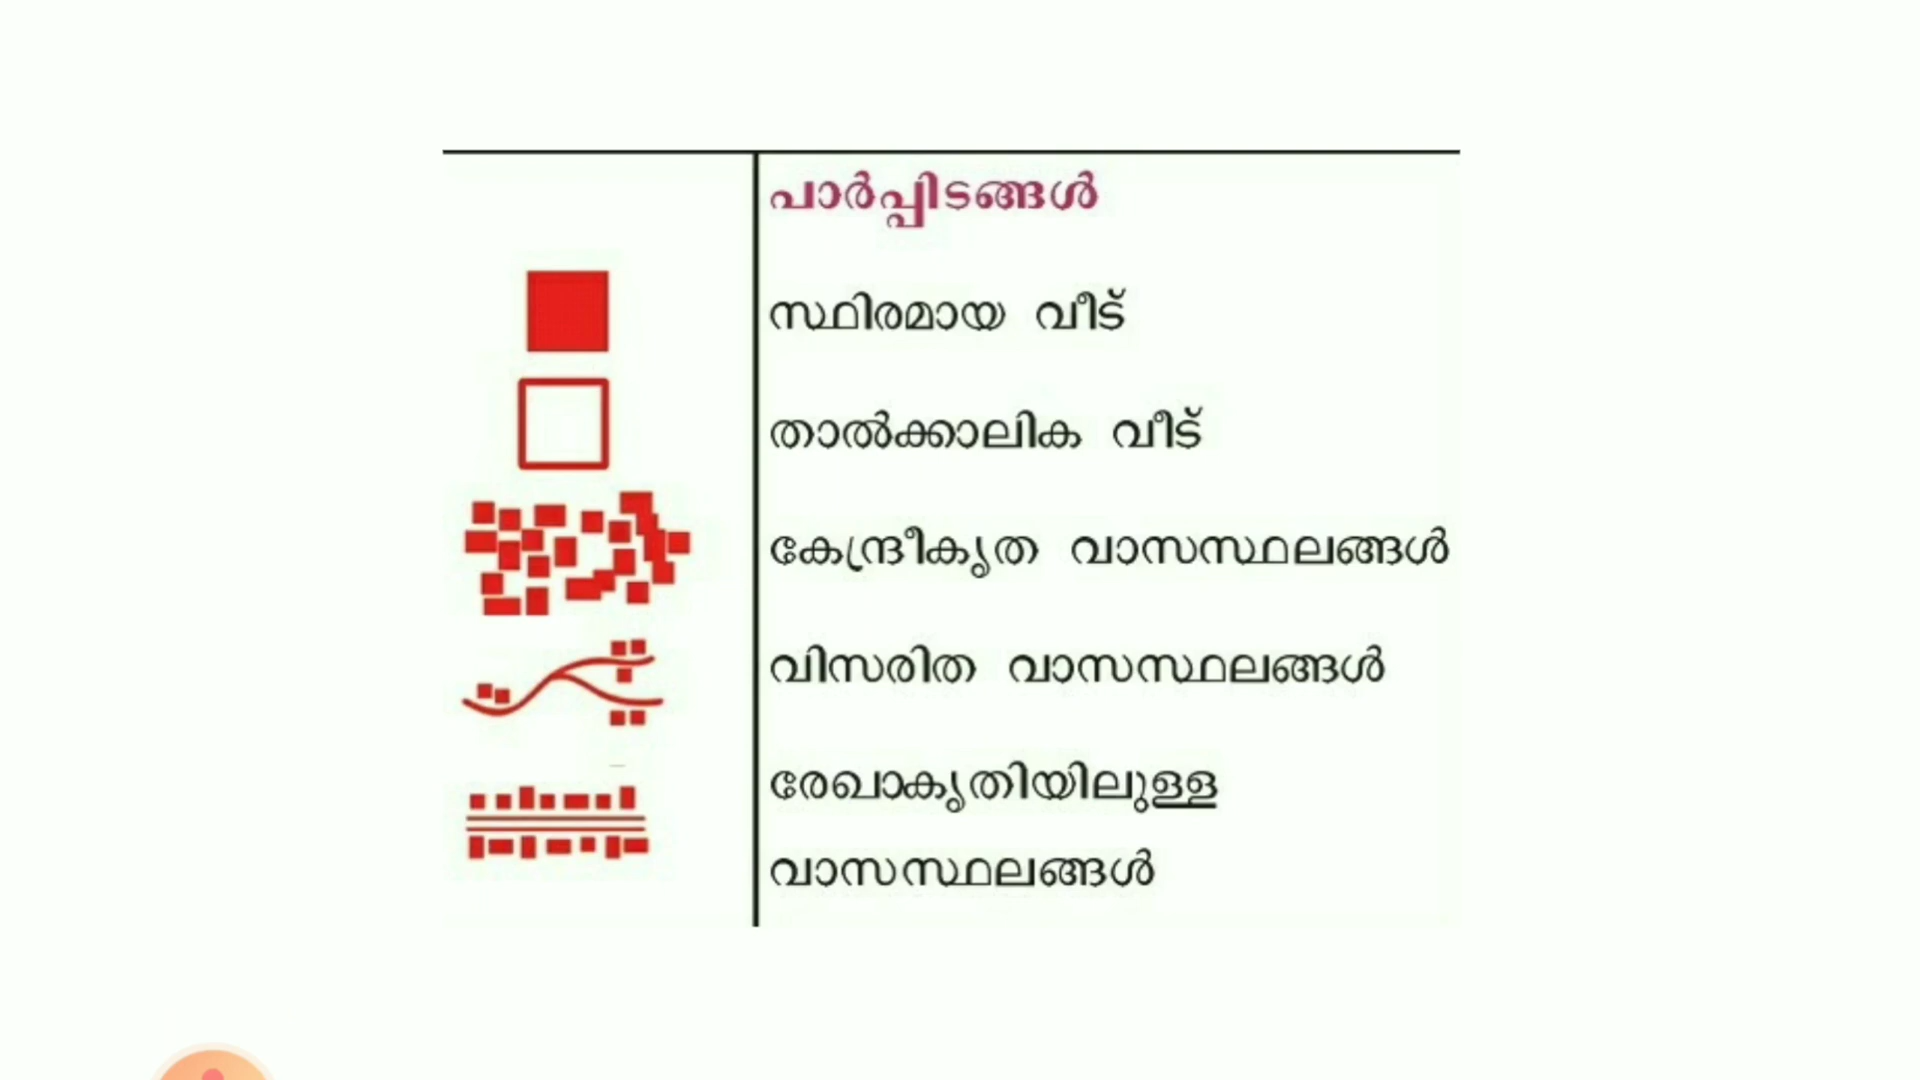 പാർപ്പിടങ്ങൾ
സ്ഥിരമായ വീട്
താൽക്കാലിക വീട്
കേന്ദ്രീകൃത വാസസ്ഥലങ്ങൾ
വിസരിത വാസസ്ഥലങ്ങൾ
രേഖാകൃതിയിലുള്ള
വാസസ്ഥലങ്ങൾ